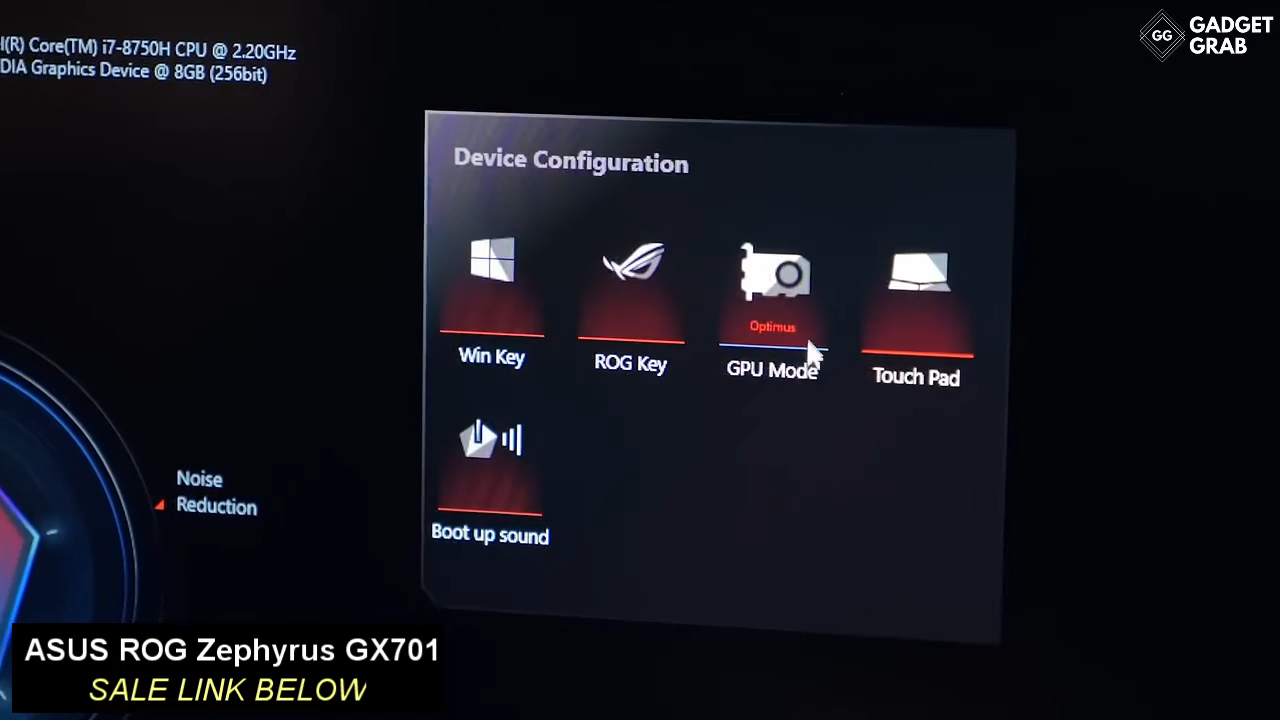 l(R) Core(TM) i7-8750H CPU @ 2.20GHz
DIA Graphics Device @ 8GB (256bit)
GG
GADGET
GRAB
Device Configuration
Optimus
Win Key
ROG Key
GPU Mode
Touch Pad
Noise
Reduction
Boot up sound
ASUS ROG Zephyrus GX701
SALE LINK BELOW